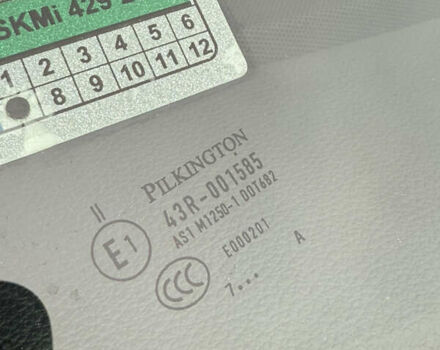 SKMi 429
1 2 3 4 5 6
8 9 10 11 12
II
PILKINGTON
43R-001585
AS1 M1250-1 DOT682
E1
E000201
CCC
7•••
A